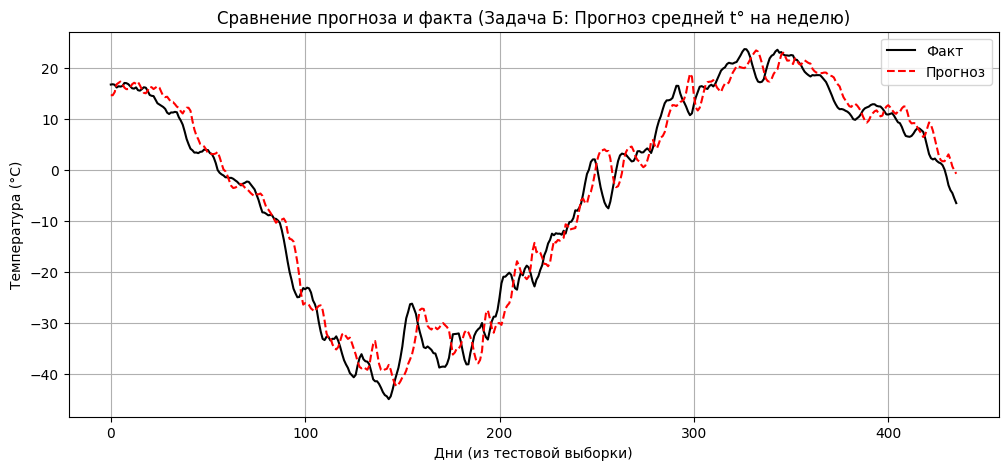 Сравнение прогноза и факта (Задача Б: Прогноз средней t° на неделю)
Факт
Прогноз
20
10
0
−10
−20
−30
−40
Температура (°C)
0
100
200
300
400
Дни (из тестовой выборки)